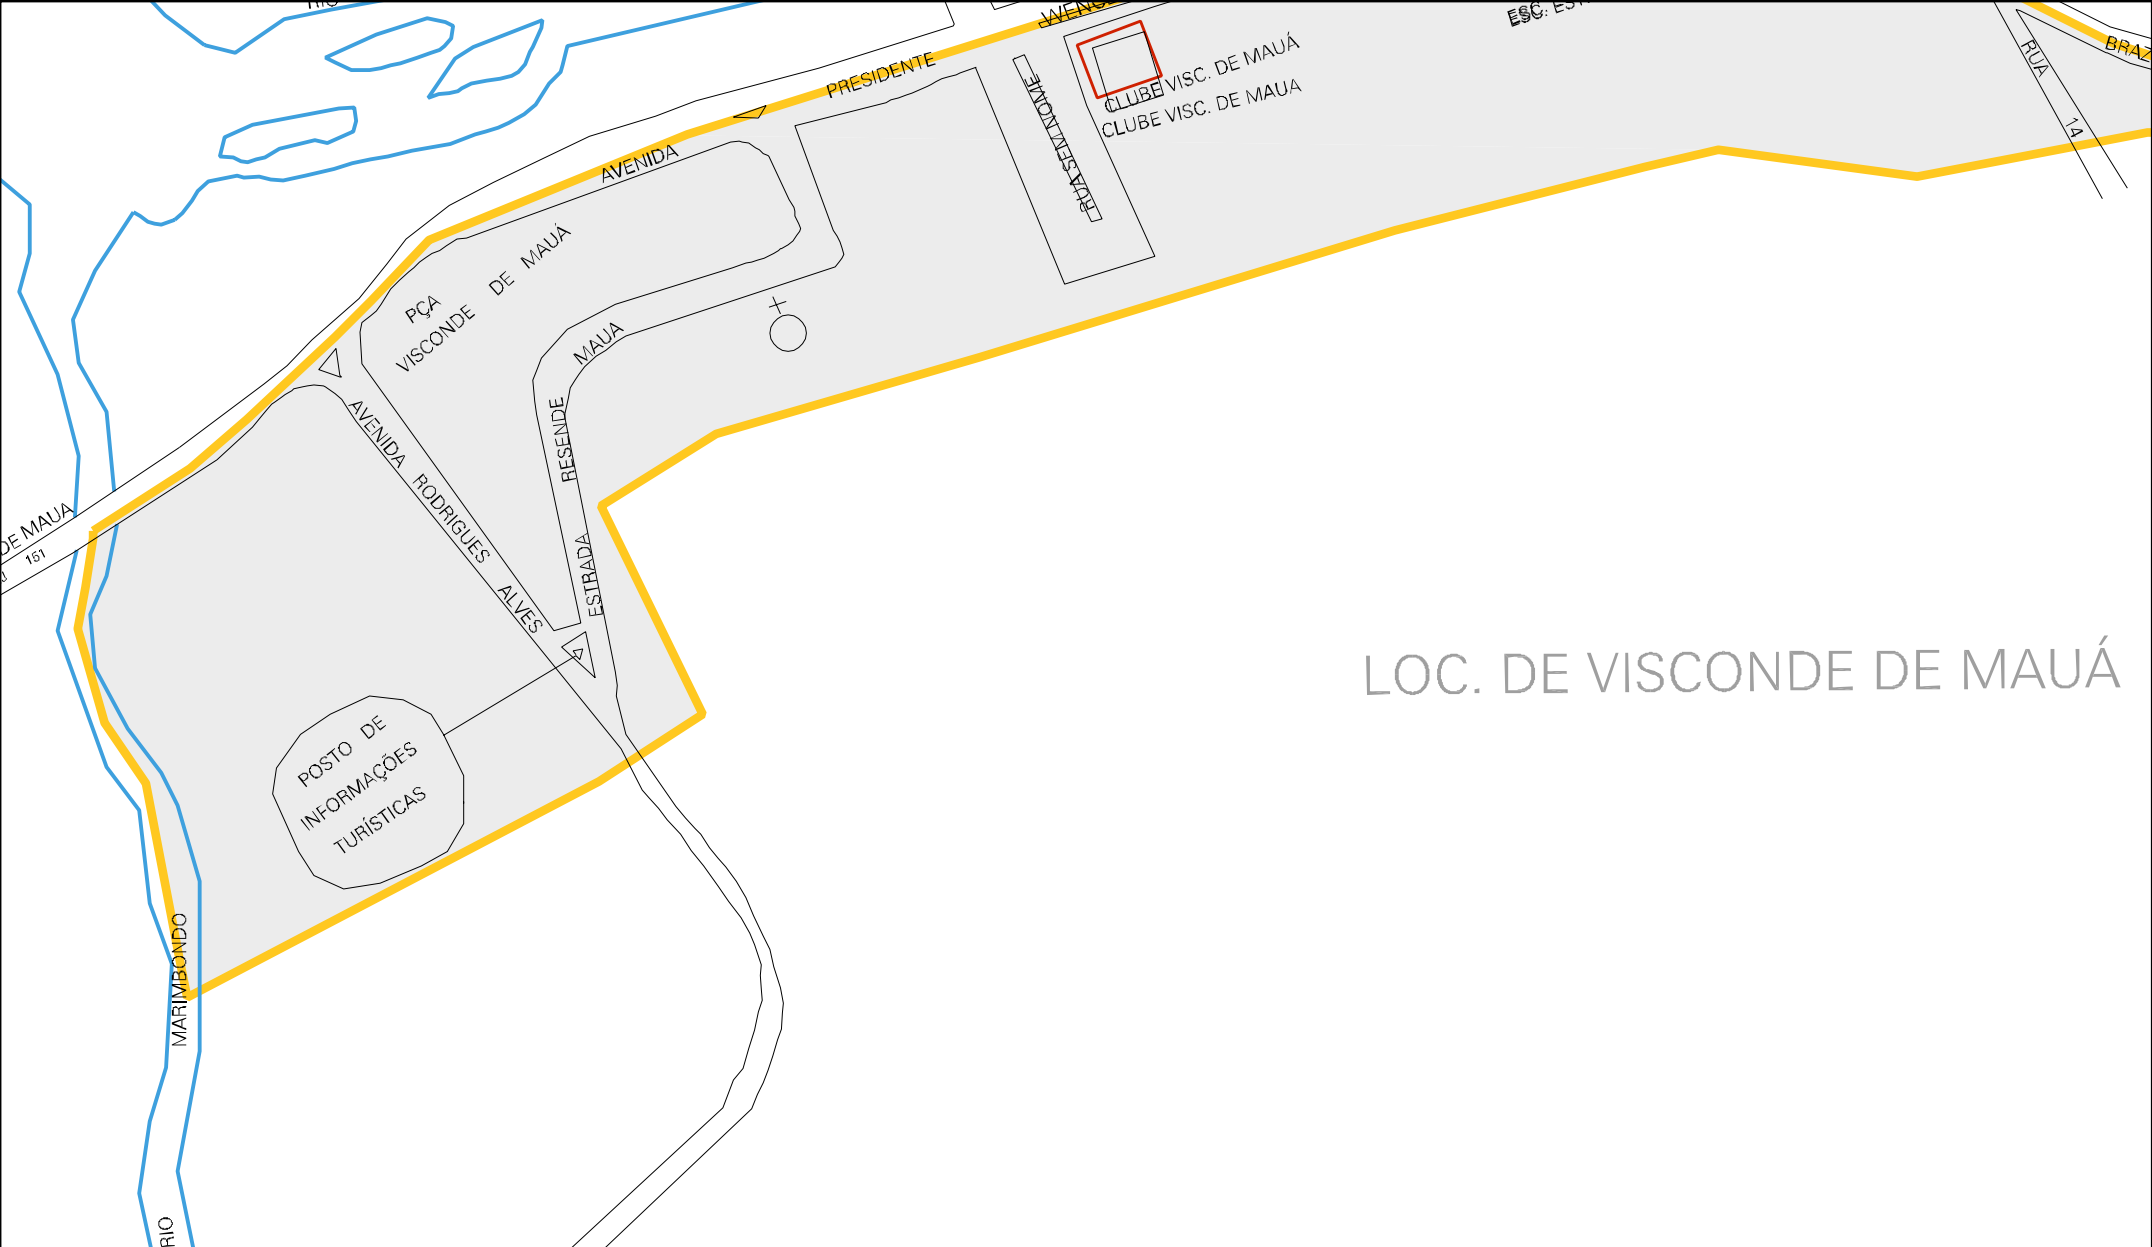 PRESIDENTE
AVENIDA
CLUBE VISC. DE MAUÁ
CLUBE VISC. DE MAUA
RUA SEM NOME
RUA
14
PÇA
VISCONDE DE MAUÁ
MAUA
RESENDE
ESTRADA
AVENIDA RODRIGUES ALVES
DE MAUA
151
POSTO DE
INFORMAÇÕES
TURÍSTICAS
LOC. DE VISCONDE DE MAUÁ
MARIMBONDO
RIO